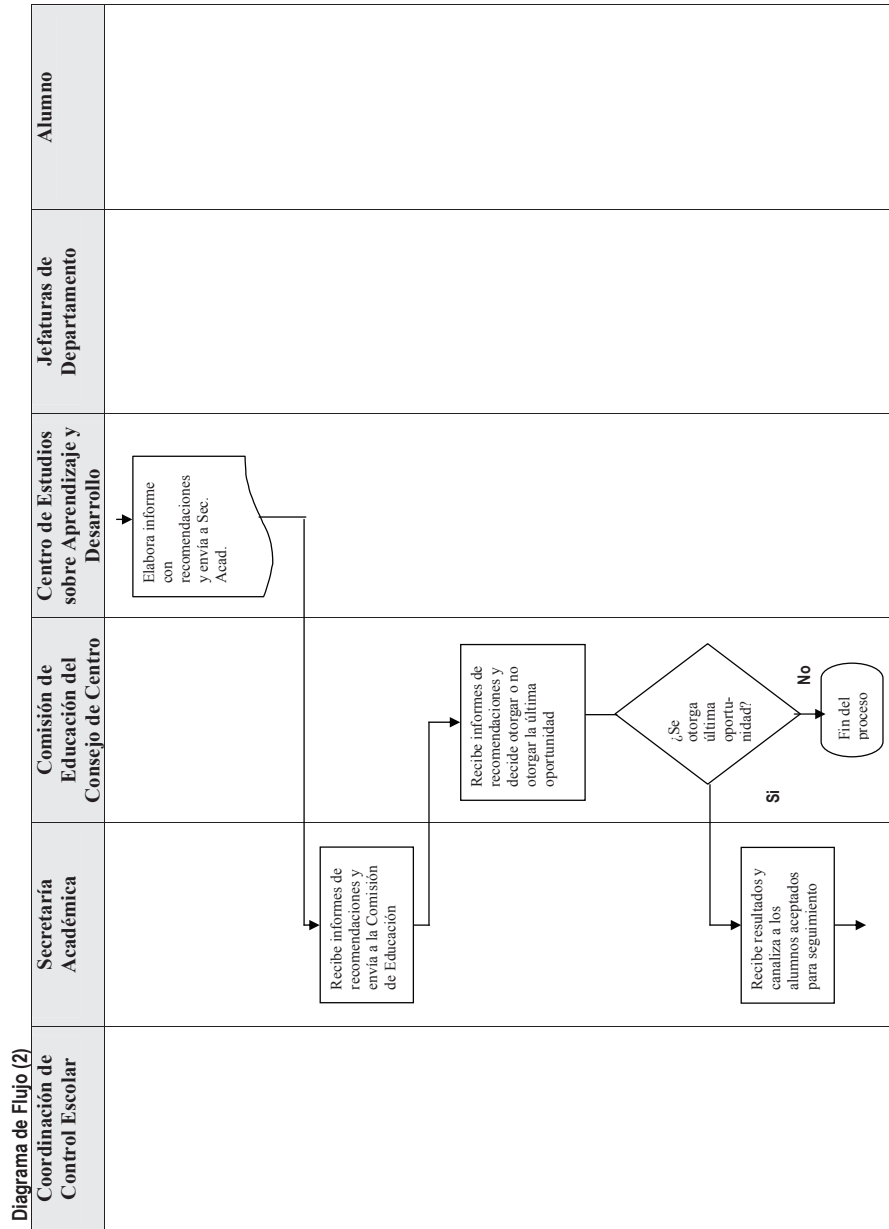 Diagrama de Flujo (2)
Coordinación de
Control Escolar
Secretaría
Académica
Comisión de
Educación del
Consejo de Centro
Centro de Estudios
sobre Aprendizaje y
Desarrollo
Jefaturas de
Departamento
Alumno
Elabora informe
con
recomendaciones
y envía a Sec.
Acad.
Recibe informes de
recomendaciones y
envía a la Comisión
de Educación
Recibe informes de
recomendaciones y
decide otorgar o no
otorgar la última
oportunidad
¿Se
otorga
última
oportu-
nidad?
Si
No
Fin del
proceso
Recibe resultados y
canaliza a los
alumnos aceptados
para seguimiento